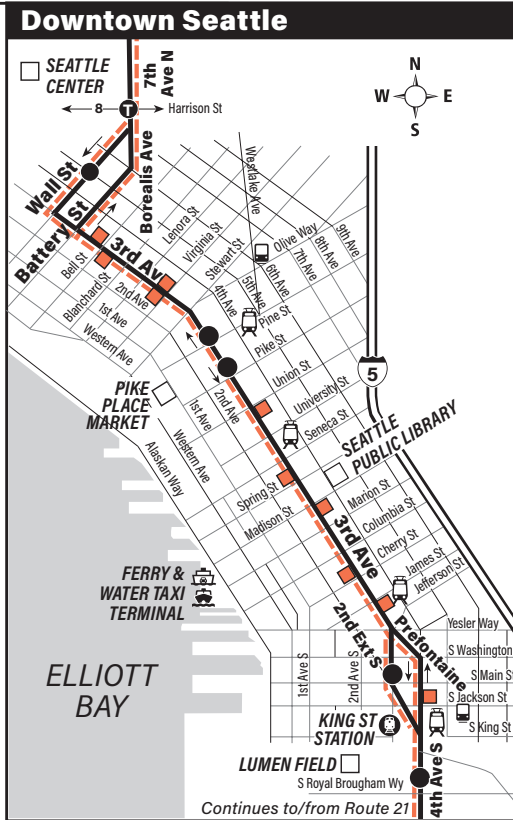 Downtown Seattle
SEATTLE
CENTER
7th
Ave N
N
W
E
S
8
T
Harrison St
Wall St
Battery St
Borealis Ave
Westlake Ave
Lenora St
Virginia St
Stewart St
Olive Way
9th Ave
8th Ave
7th Ave
6th Ave
5th Ave
4th Ave
3rd Av
Bell St
Blanchard St
2nd Ave
1st Ave
Western Ave
Pine St
Pike St
5
PIKE
PLACE
MARKET
Union St
University St
Seneca St
2nd Ave
1st Ave
Western Ave
Alaskan Way
SEATTLE
PUBLIC LIBRARY
Spring St
Madison St
Marion St
Columbia St
Cherry St
James St
Jefferson St
3rd Ave
FERRY &
WATER TAXI
TERMINAL
Yesler Way
Prefontaine
2nd Ext S
S Washington
S Main St
S Jackson St
S King St
1st Ave S
2nd Ave S
ELLIOTT
BAY
KING ST
STATION
LUMEN FIELD
S Royal Brougham Wy
4th Ave S
Continues to/from Route 21